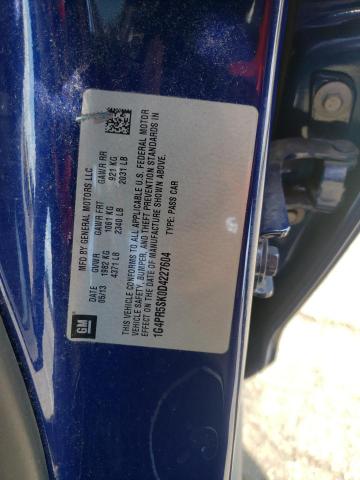 MFD BY GENERAL MOTORS LLC
DATE GVWR GAWR FRT GAWR RR
05/13 1982 KG 1061 KG 921 KG
4371 LB 2340 LB 2031 LB
THIS VEHICLE CONFORMS TO ALL APPLICABLE U.S. FEDERAL MOTOR
VEHICLE SAFETY, BUMPER, AND THEFT PREVENTION STANDARDS IN
EFFECT ON THE DATE OF MANUFACTURE SHOWN ABOVE.
1G4PR5SK0D4227604 TYPE: PASS CAR
GM